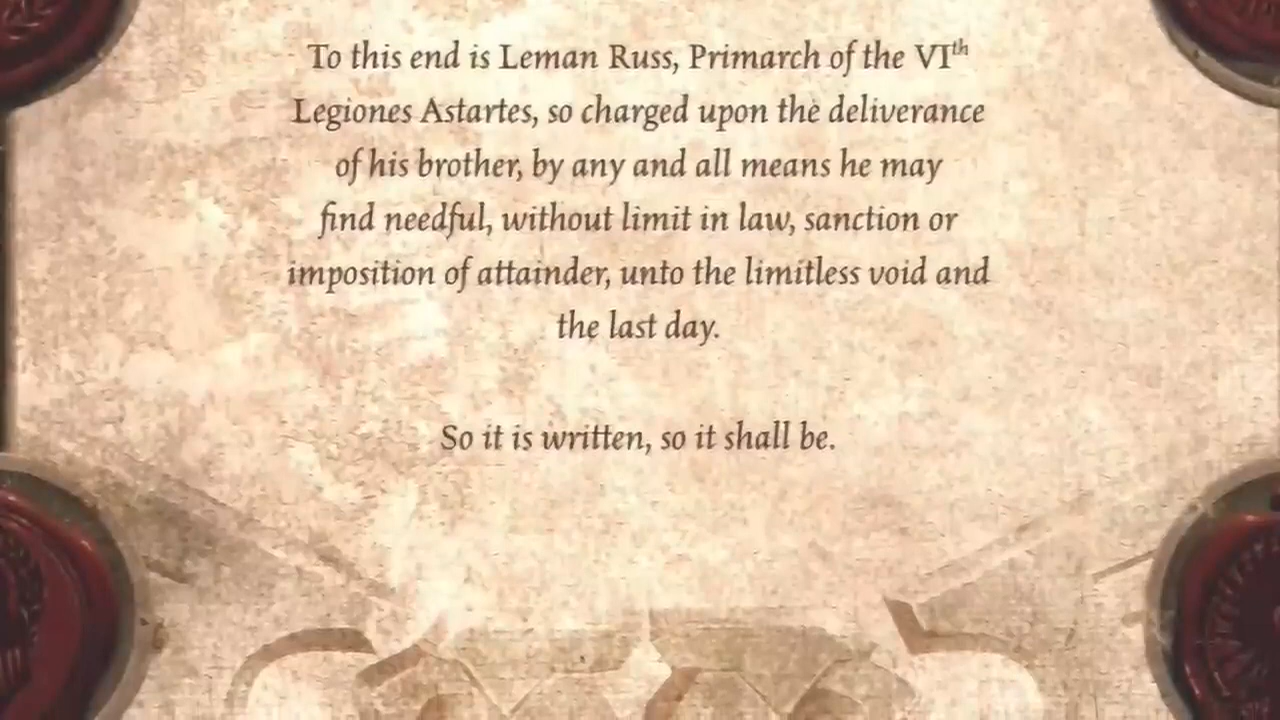 To this end is Leman Russ, Primarch of the VIth
Legiones Astartes, so charged upon the deliverance
of his brother, by any and all means he may
find needful, without limit in law, sanction or
imposition of attainder, unto the limitless void and
the last day.
So it is written, so it shall be.